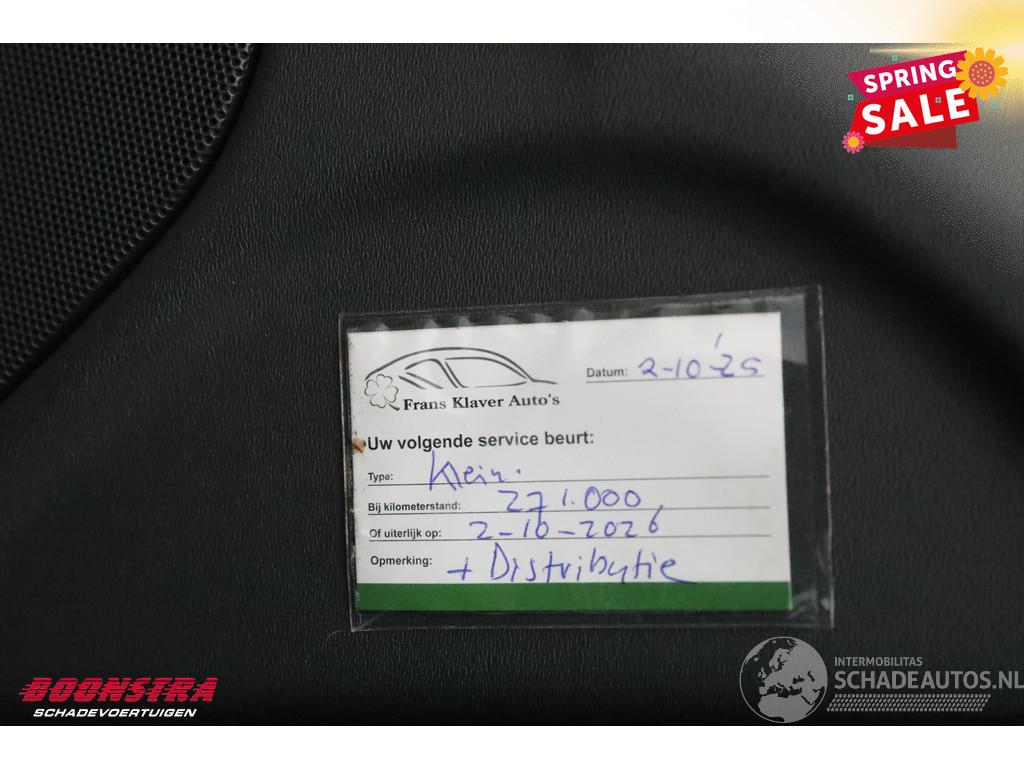 SPRING
SALE
Frans Klaver Auto's
Datum: 2-10-'25
Uw volgende service beurt:
Type: Klein.
Bij kilometerstand: 271.000
Of uiterlijk op: 2-10-2026
Opmerking: + Distributie
BOONSTRA
SCHADEVOERTUIGEN
INTERMOBILITAS
SCHADEAUTOS.NL